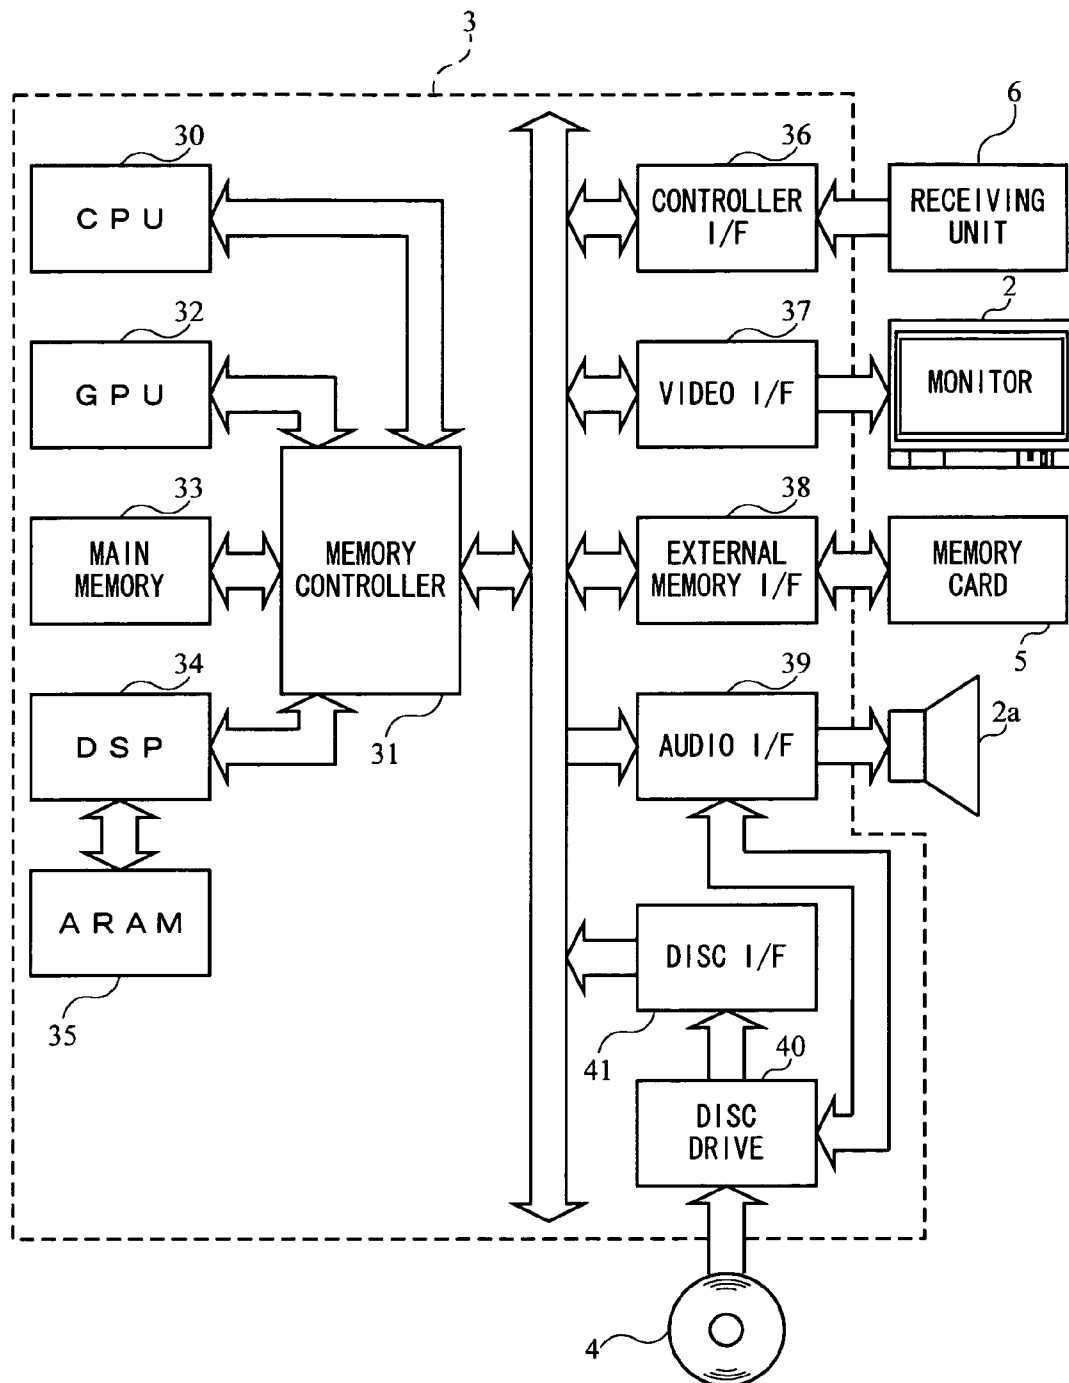 3
30
CPU
36
CONTROLLER
I/F
6
RECEIVING
UNIT
32
GPU
37
VIDEO I/F
2
MONITOR
33
MAIN
MEMORY
MEMORY
CONTROLLER
31
38
EXTERNAL
MEMORY I/F
MEMORY
CARD
5
34
DSP
39
AUDIO I/F
2a
ARAM
35
DISC I/F
41
40
DISC
DRIVE
4